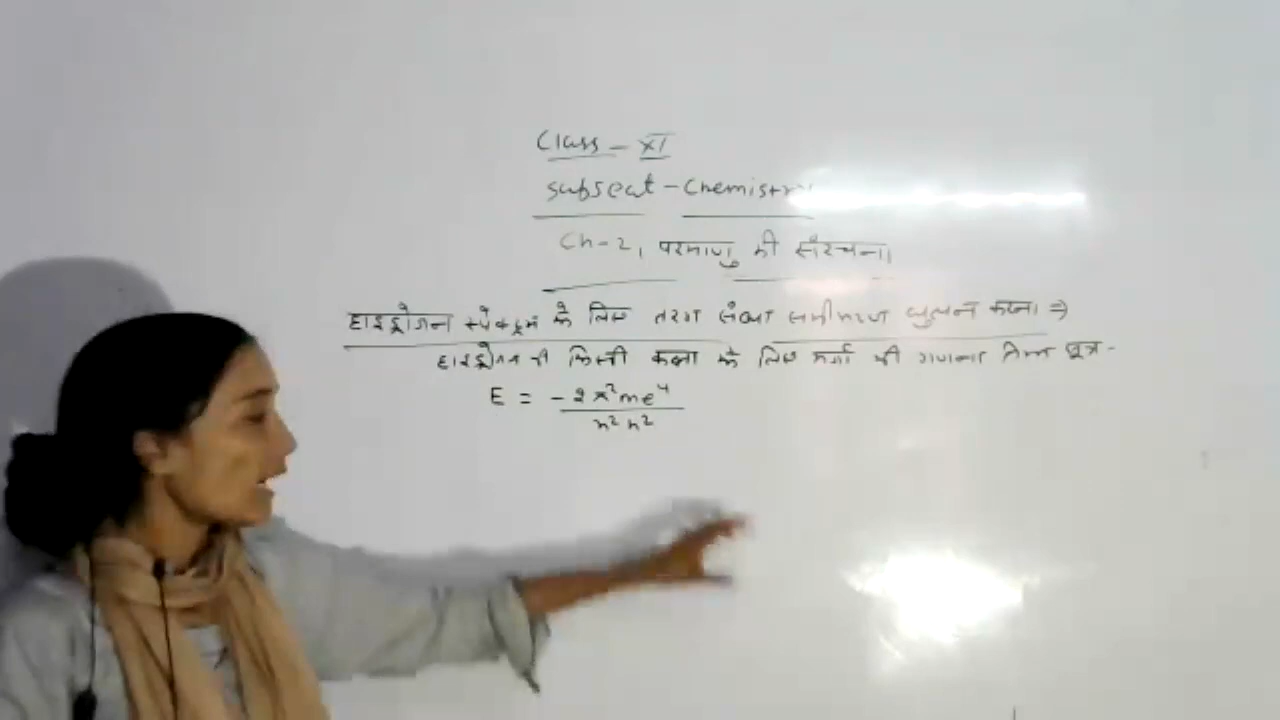 Class - XI
Subseat - Chemistry
Ch-2, परमाणु की संरचना
हाइड्रोजन स्पेक्ट्रम के लिए तरंग संख्या समीकरण व्युत्पन्न करना ⇒
हाइड्रोजन की किसी कक्षा के लिए ऊर्जा की गणना निम्न सूत्र -
E = -2π²me⁴ / n²h²